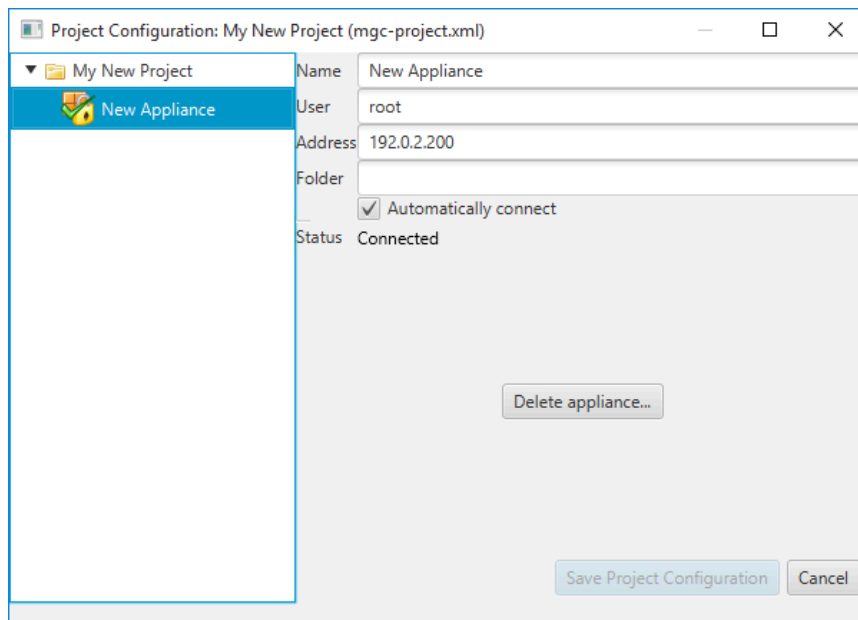 Project Configuration: My New Project (mgc-project.xml)
My New Project
New Appliance
Name New Appliance
User root
Address 192.0.2.200
Folder
Automatically connect
Status Connected
Delete appliance...
Save Project Configuration Cancel